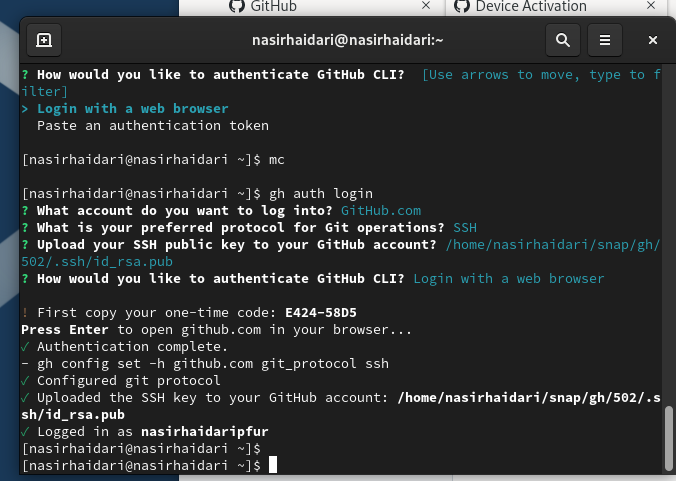 GitHub
Device Activation
nasirhaidari@nasirhaidari:~
? How would you like to authenticate GitHub CLI?  [Use arrows to move, type to f
ilter]
> Login with a web browser
  Paste an authentication token
[nasirhaidari@nasirhaidari ~]$ mc
[nasirhaidari@nasirhaidari ~]$ gh auth login
? What account do you want to log into? GitHub.com
? What is your preferred protocol for Git operations? SSH
? Upload your SSH public key to your GitHub account? /home/nasirhaidari/snap/gh/
502/.ssh/id_rsa.pub
? How would you like to authenticate GitHub CLI? Login with a web browser
! First copy your one-time code: E424-58D5
Press Enter to open github.com in your browser...
✓ Authentication complete.
- gh config set -h github.com git_protocol ssh
✓ Configured git protocol
✓ Uploaded the SSH key to your GitHub account: /home/nasirhaidari/snap/gh/502/.s
sh/id_rsa.pub
✓ Logged in as nasirhaidaripfur
[nasirhaidari@nasirhaidari ~]$
[nasirhaidari@nasirhaidari ~]$